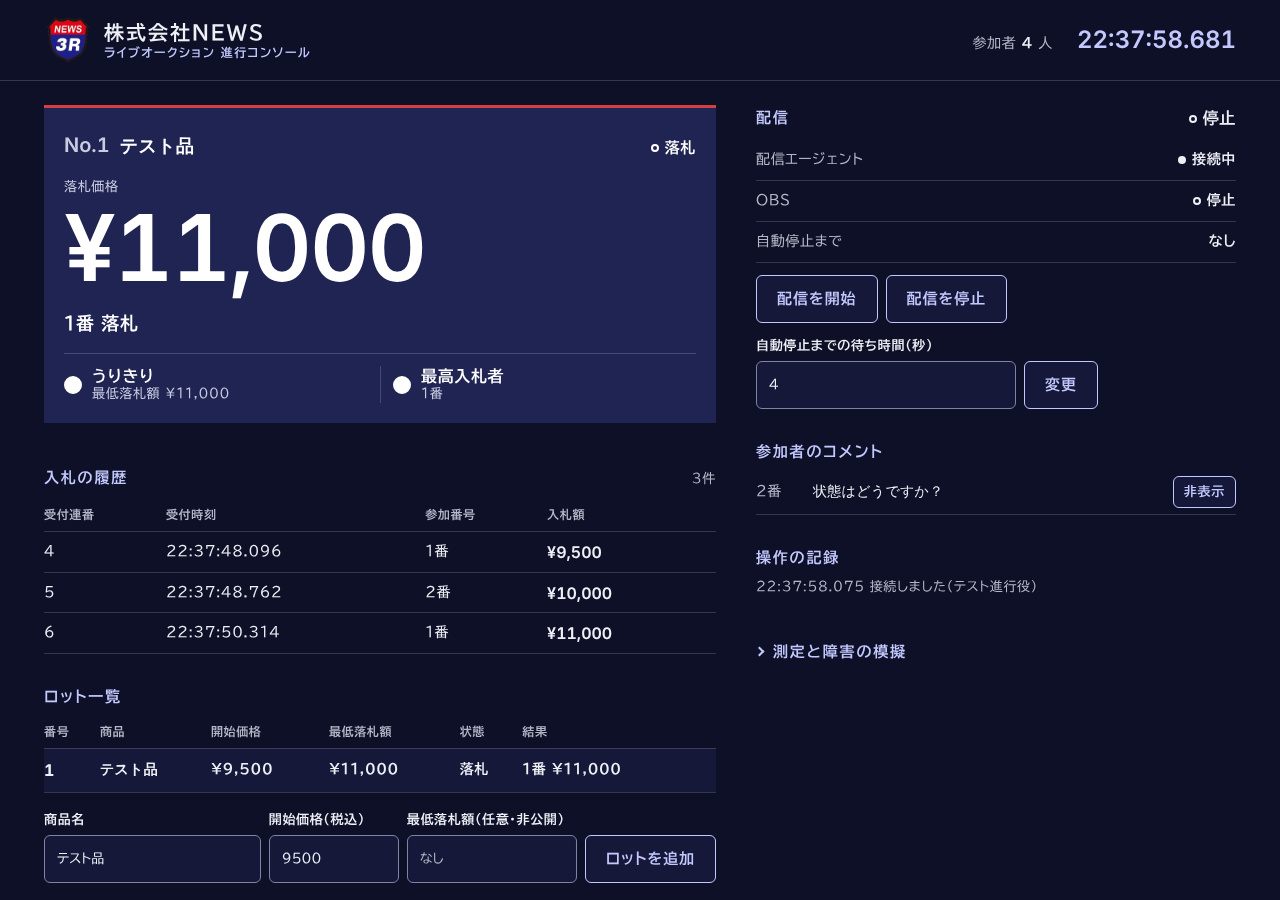 NEWS
3R
株式会社NEWS
ライブオークション 進行コンソール
参加者 4 人
22:37:58.681
No.1 テスト品
落札
落札価格
¥11,000
1番 落札
うりきり
最低落札額 ¥11,000
最高入札者
1番
入札の履歴
3件
受付連番 受付時刻 参加番号 入札額
4 22:37:48.096 1番 ¥9,500
5 22:37:48.762 2番 ¥10,000
6 22:37:50.314 1番 ¥11,000
ロット一覧
番号 商品 開始価格 最低落札額 状態 結果
1 テスト品 ¥9,500 ¥11,000 落札 1番 ¥11,000
商品名 開始価格(税込) 最低落札額(任意・非公開)
テスト品 9500 なし ロットを追加
配信
停止
配信エージェント 接続中
OBS 停止
自動停止まで なし
配信を開始 配信を停止
自動停止までの待ち時間(秒)
4 変更
参加者のコメント
2番 状態はどうですか? 非表示
操作の記録
22:37:58.075 接続しました(テスト進行役)
測定と障害の模擬